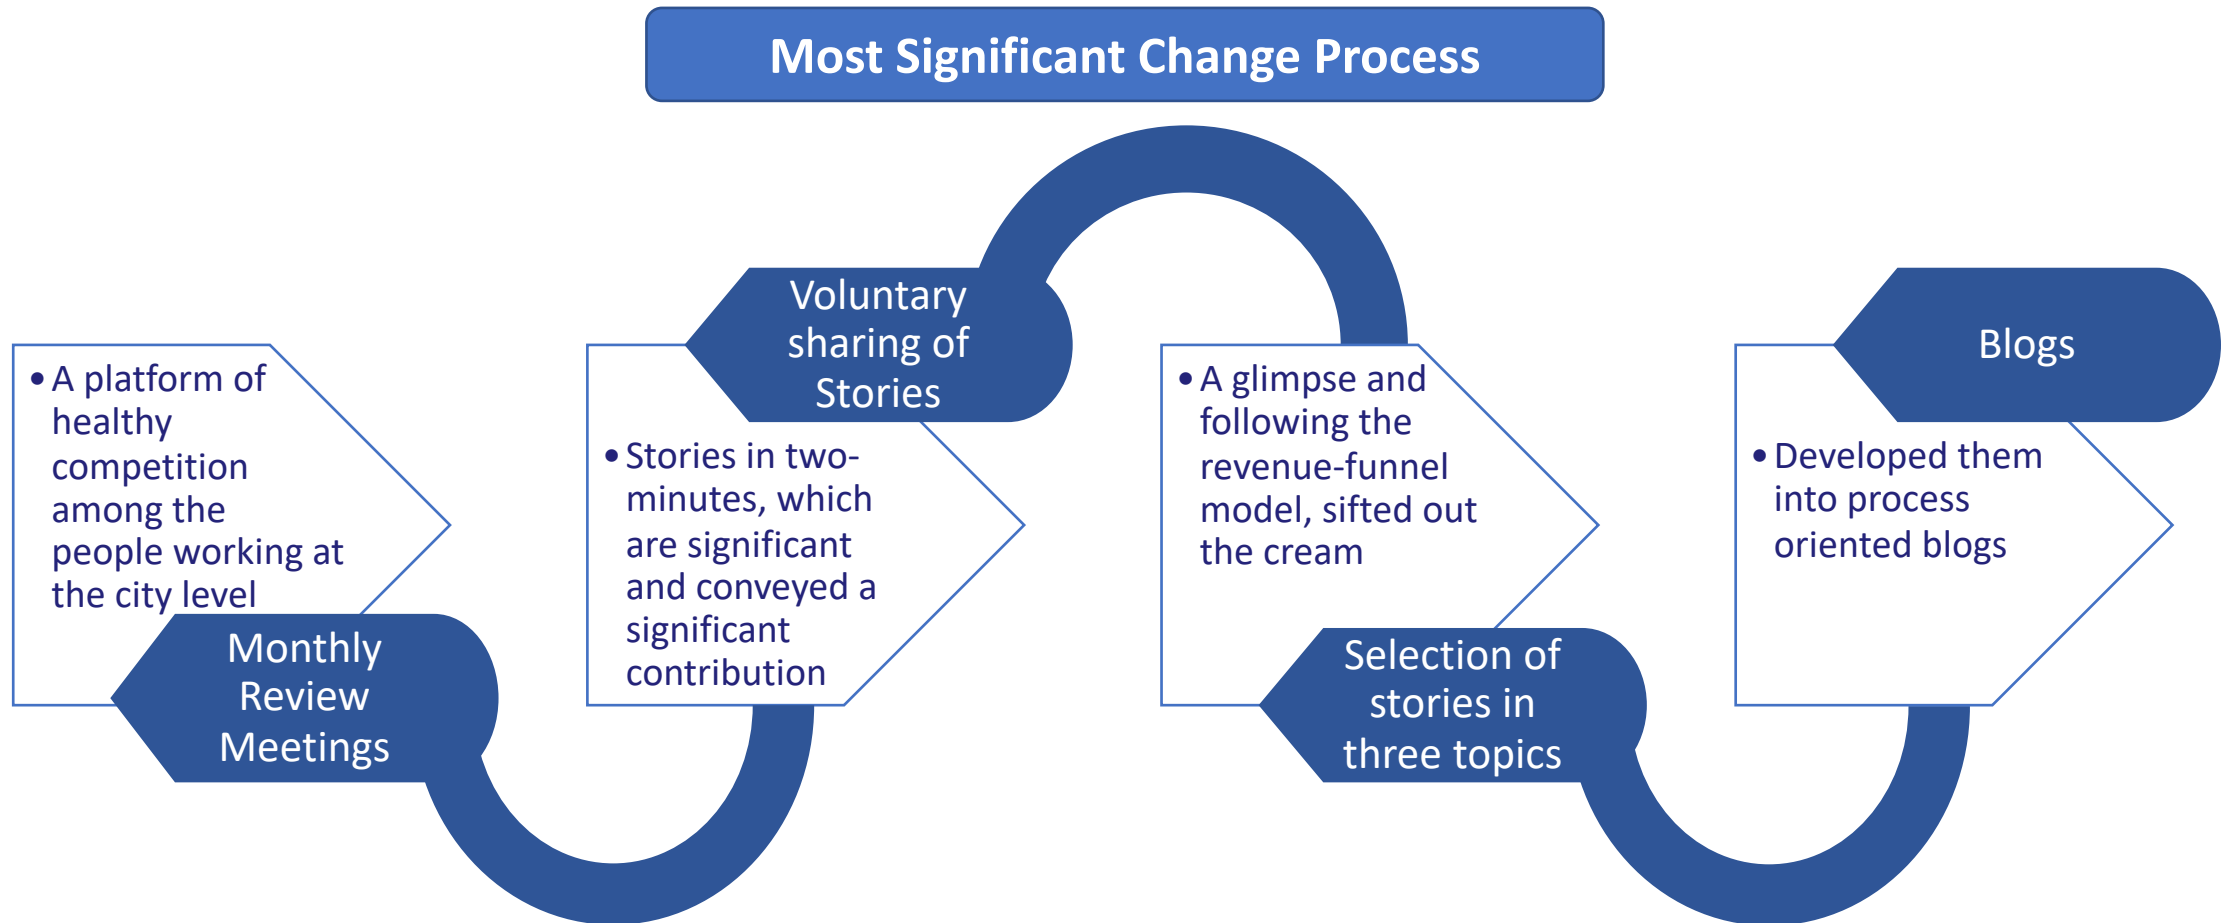 Most Significant Change Process
• A platform of
healthy
competition
among the
people working at
the city level
Monthly
Review
Meetings
Voluntary
sharing of
Stories
• Stories in two-
minutes, which
are significant
and conveyed a
significant
contribution
• A glimpse and
following the
revenue-funnel
model, sifted out
the cream
Selection of
stories in
three topics
Blogs
• Developed them
into process
oriented blogs